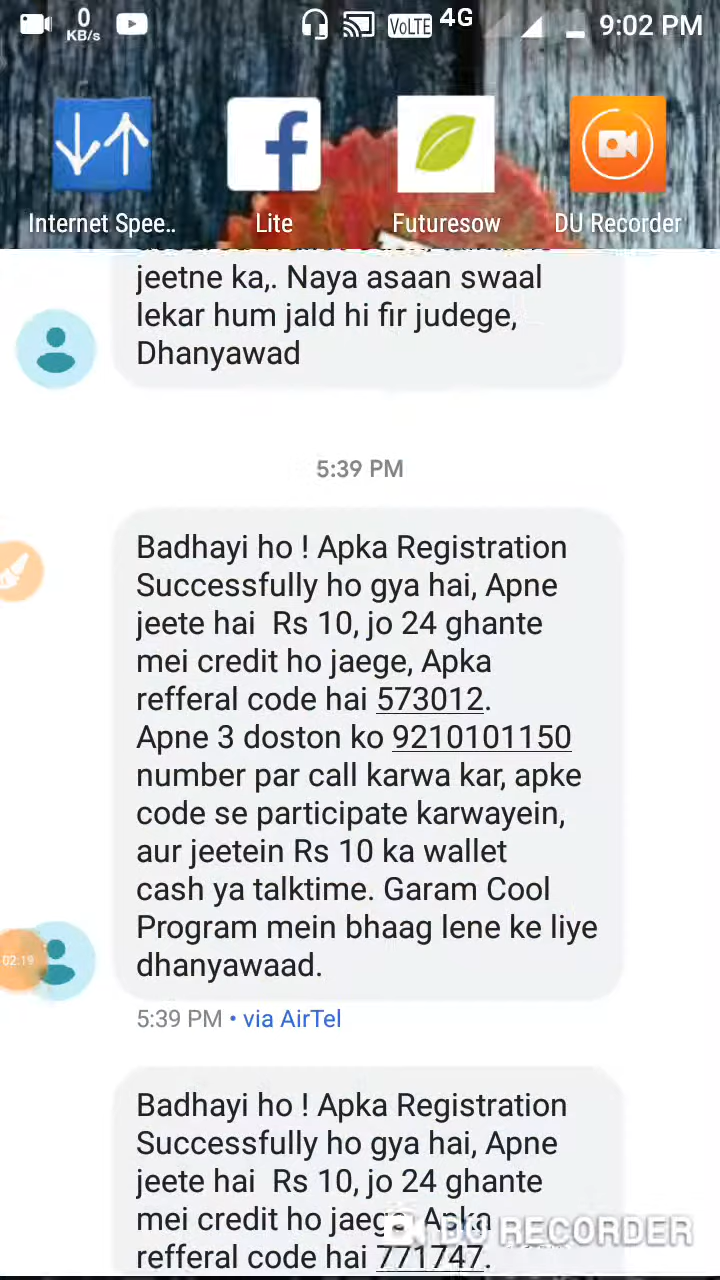 0
KB/s
VoLTE
4G
9:02 PM
Internet Spee..
Lite
Futuresow
DU Recorder
jeetne ka,. Naya asaan swaal
lekar hum jald hi fir judege,
Dhanyawad
5:39 PM
Badhayi ho ! Apka Registration
Successfully ho gya hai, Apne
jeete hai  Rs 10, jo 24 ghante
mei credit ho jaege, Apka
refferal code hai 573012.
Apne 3 doston ko 9210101150
number par call karwa kar, apke
code se participate karwayein,
aur jeetein Rs 10 ka wallet
cash ya talktime. Garam Cool
Program mein bhaag lene ke liye
dhanyawaad.
02:19
5:39 PM • via AirTel
Badhayi ho ! Apka Registration
Successfully ho gya hai, Apne
jeete hai  Rs 10, jo 24 ghante
mei credit ho jaege, Apka
DU RECORDER
refferal code hai 771747.